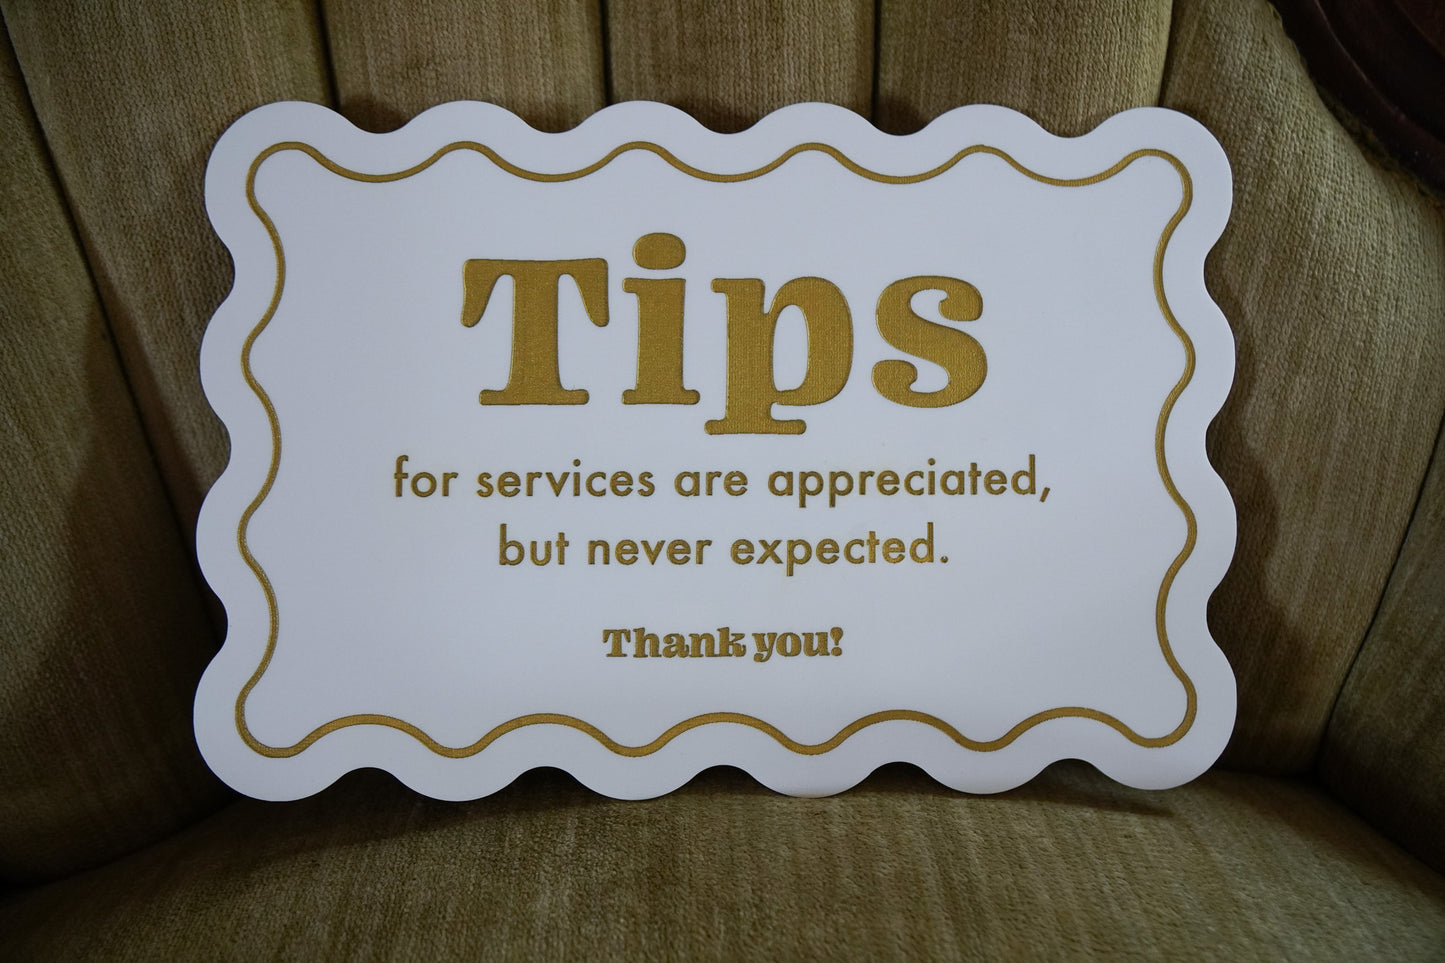 Tips
for services are appreciated,
but never expected.
Thank you!